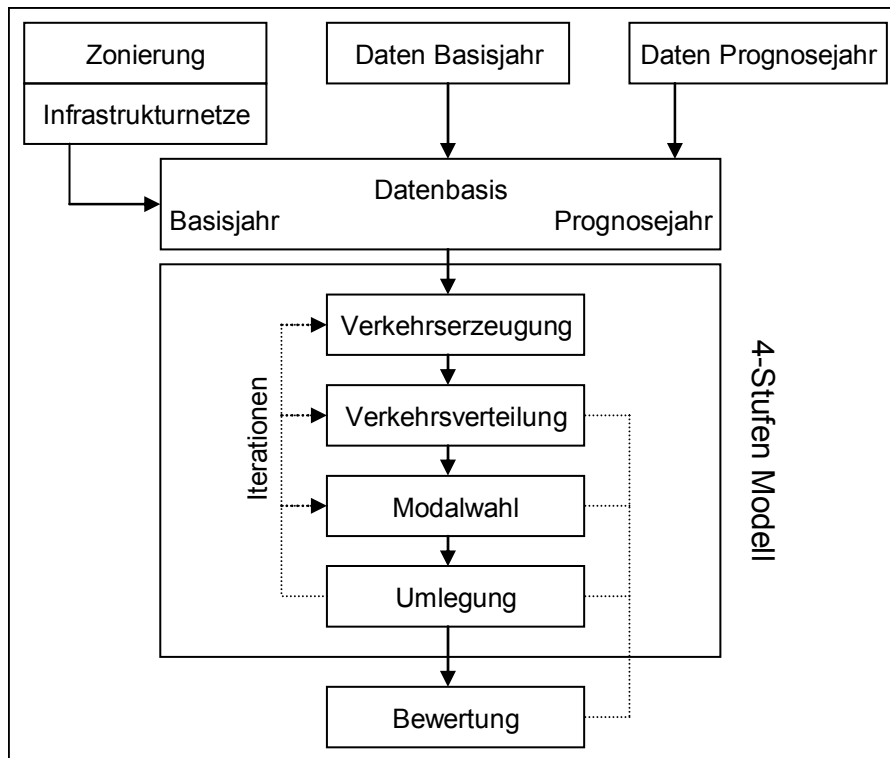 Zonierung
Infrastrukturnetze
Daten Basisjahr
Daten Prognosejahr
Datenbasis
Basisjahr
Prognosejahr
Verkehrserzeugung
Verkehrsverteilung
Modalwahl
Umlegung
Iterationen
4-Stufen Modell
Bewertung